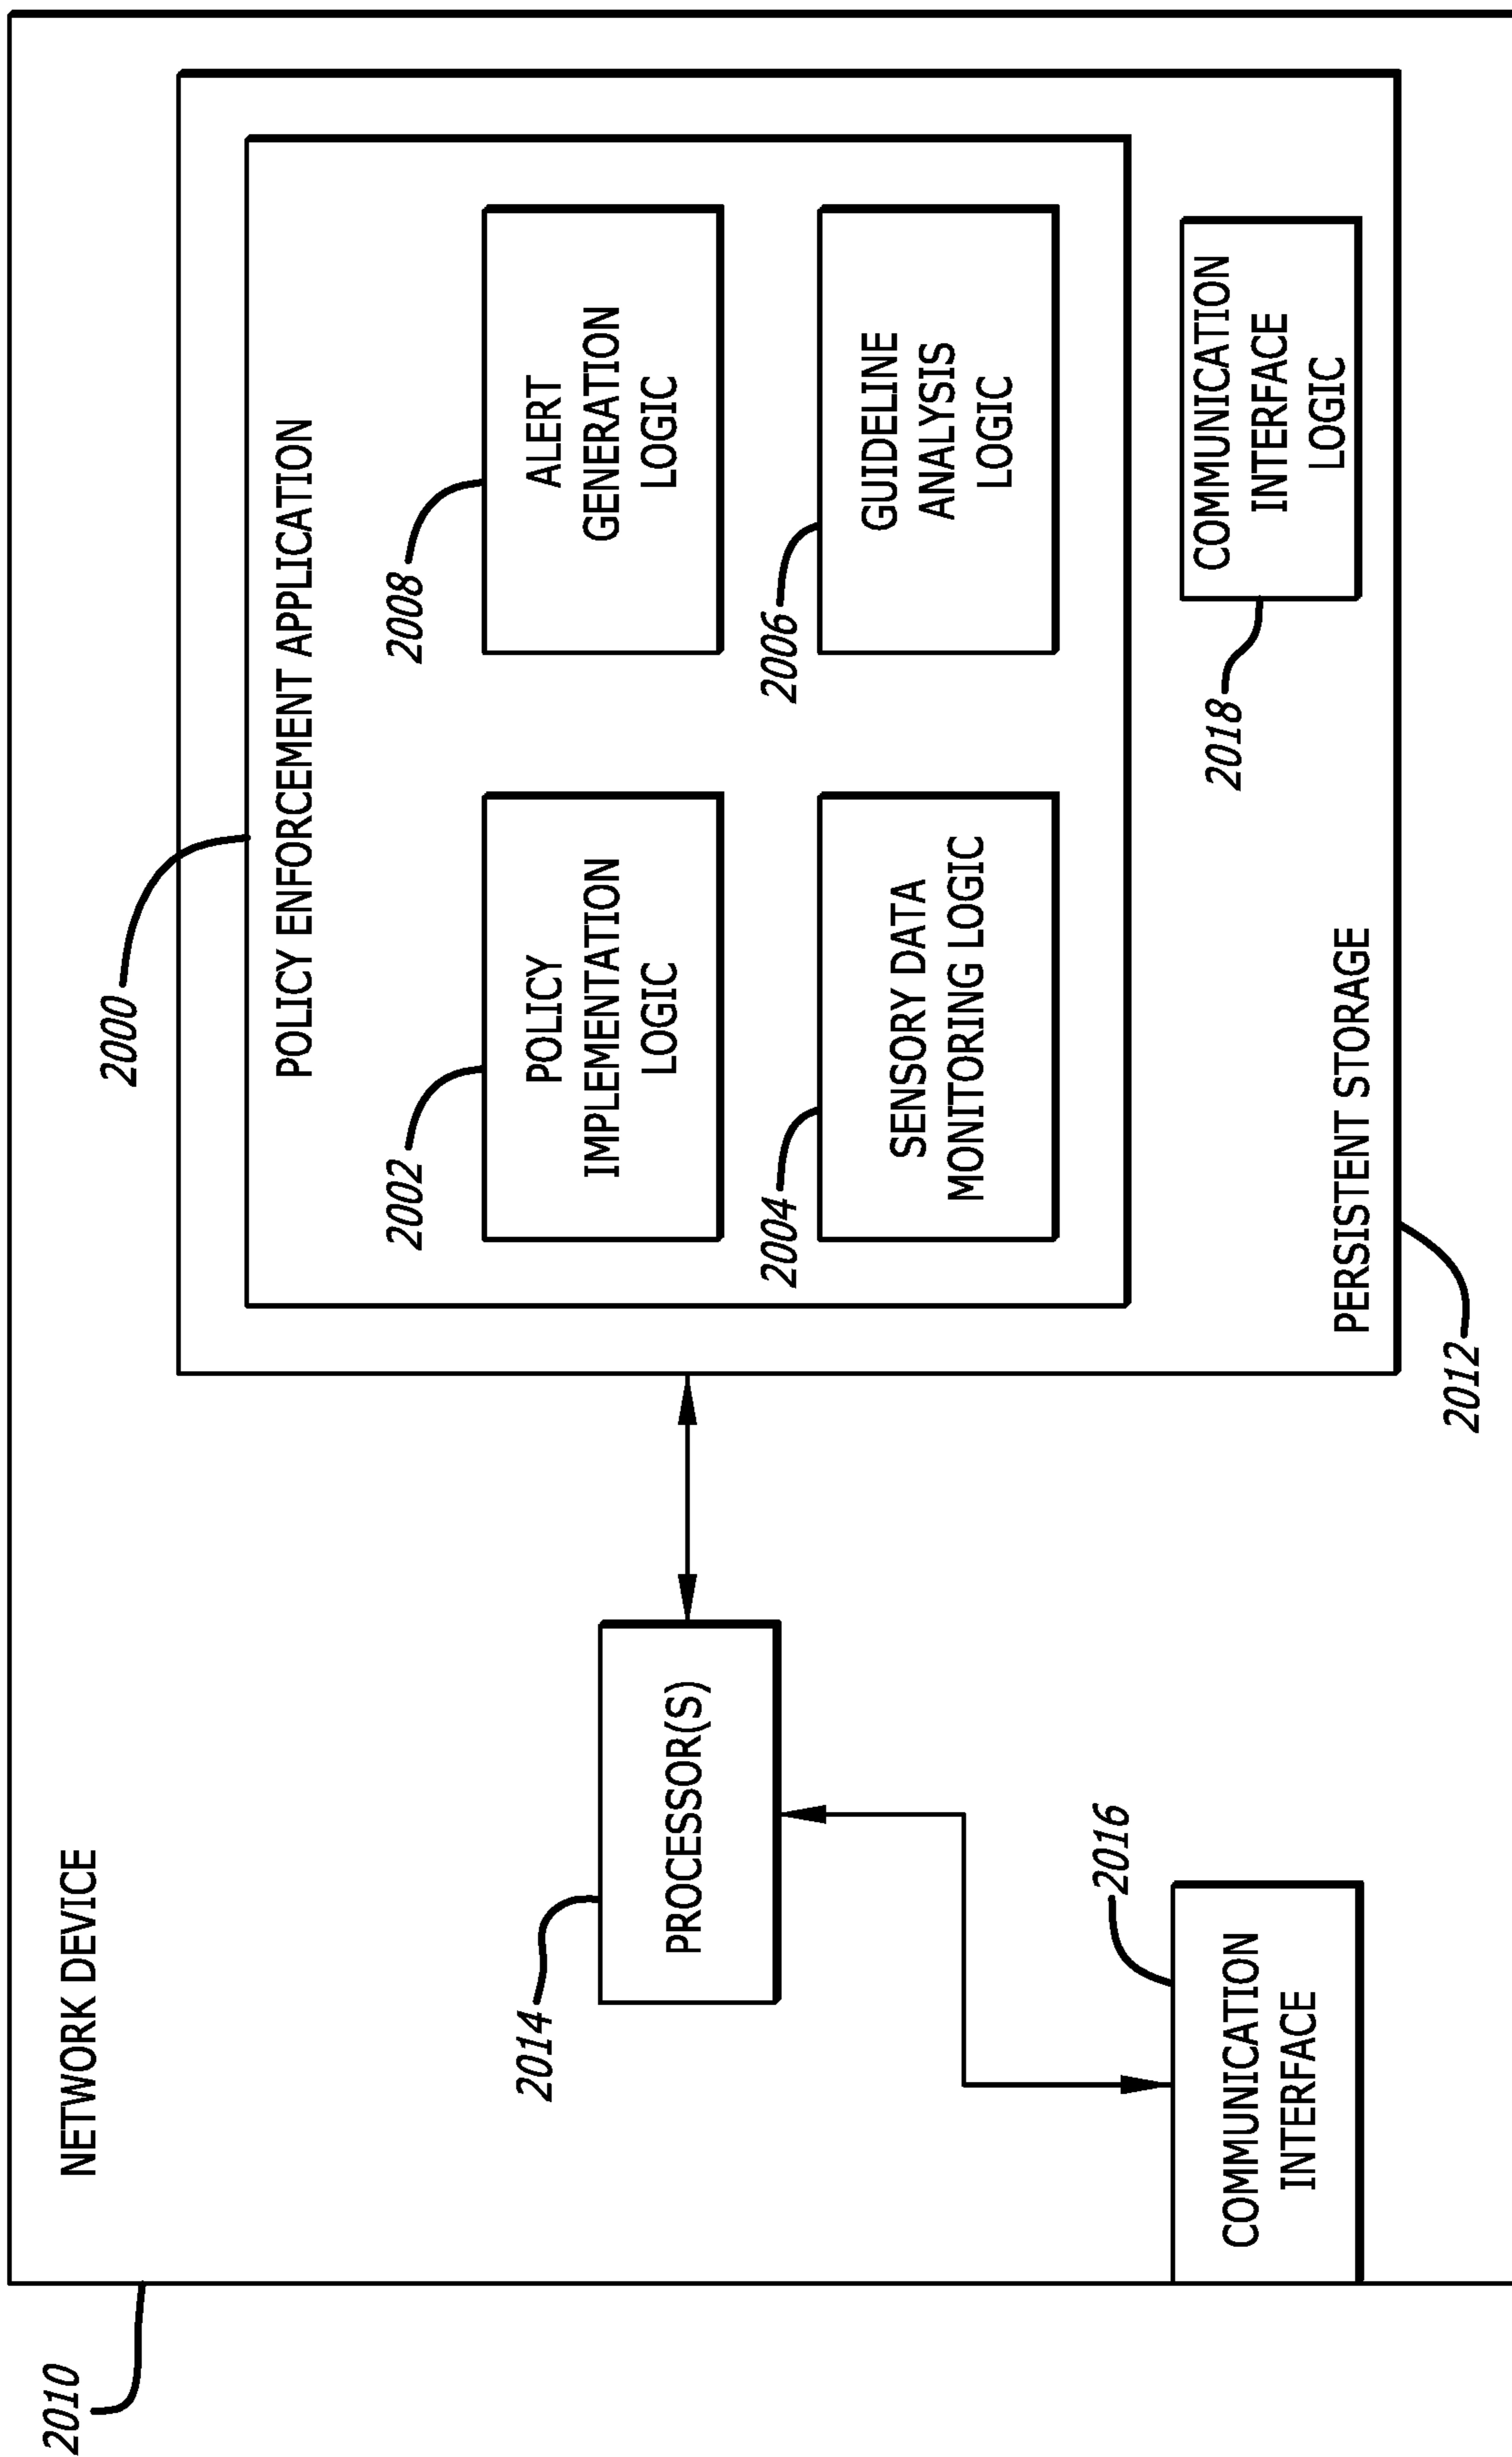 NETWORK DEVICE
2010
2000
POLICY ENFORCEMENT APPLICATION
2002
POLICY
IMPLEMENTATION
LOGIC
2008
ALERT
GENERATION
LOGIC
2004
SENSORY DATA
MONITORING LOGIC
2006
GUIDELINE
ANALYSIS
LOGIC
2014
PROCESSOR(S)
2016
COMMUNICATION
INTERFACE
2018
COMMUNICATION
INTERFACE
LOGIC
PERSISTENT STORAGE
2012